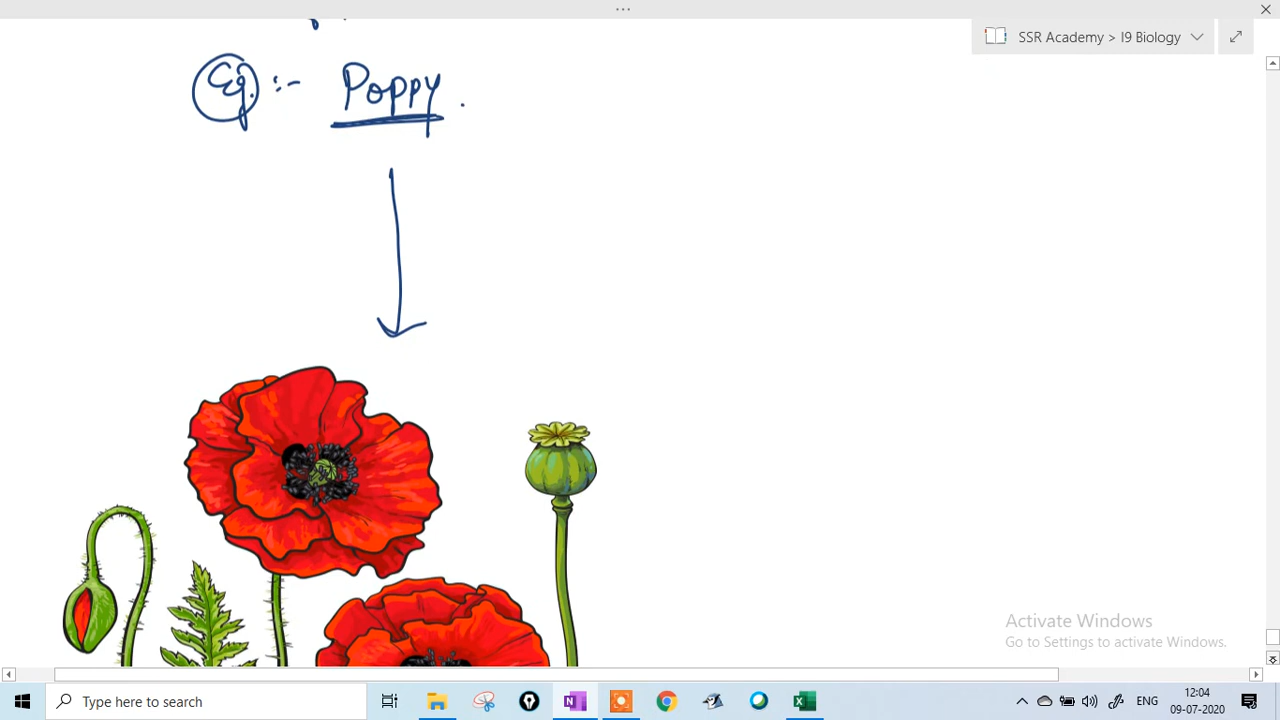 SSR Academy > I9 Biology
Eg. :- Poppy.
Activate Windows
Go to Settings to activate Windows.
Type here to search
ENG
12:04
09-07-2020